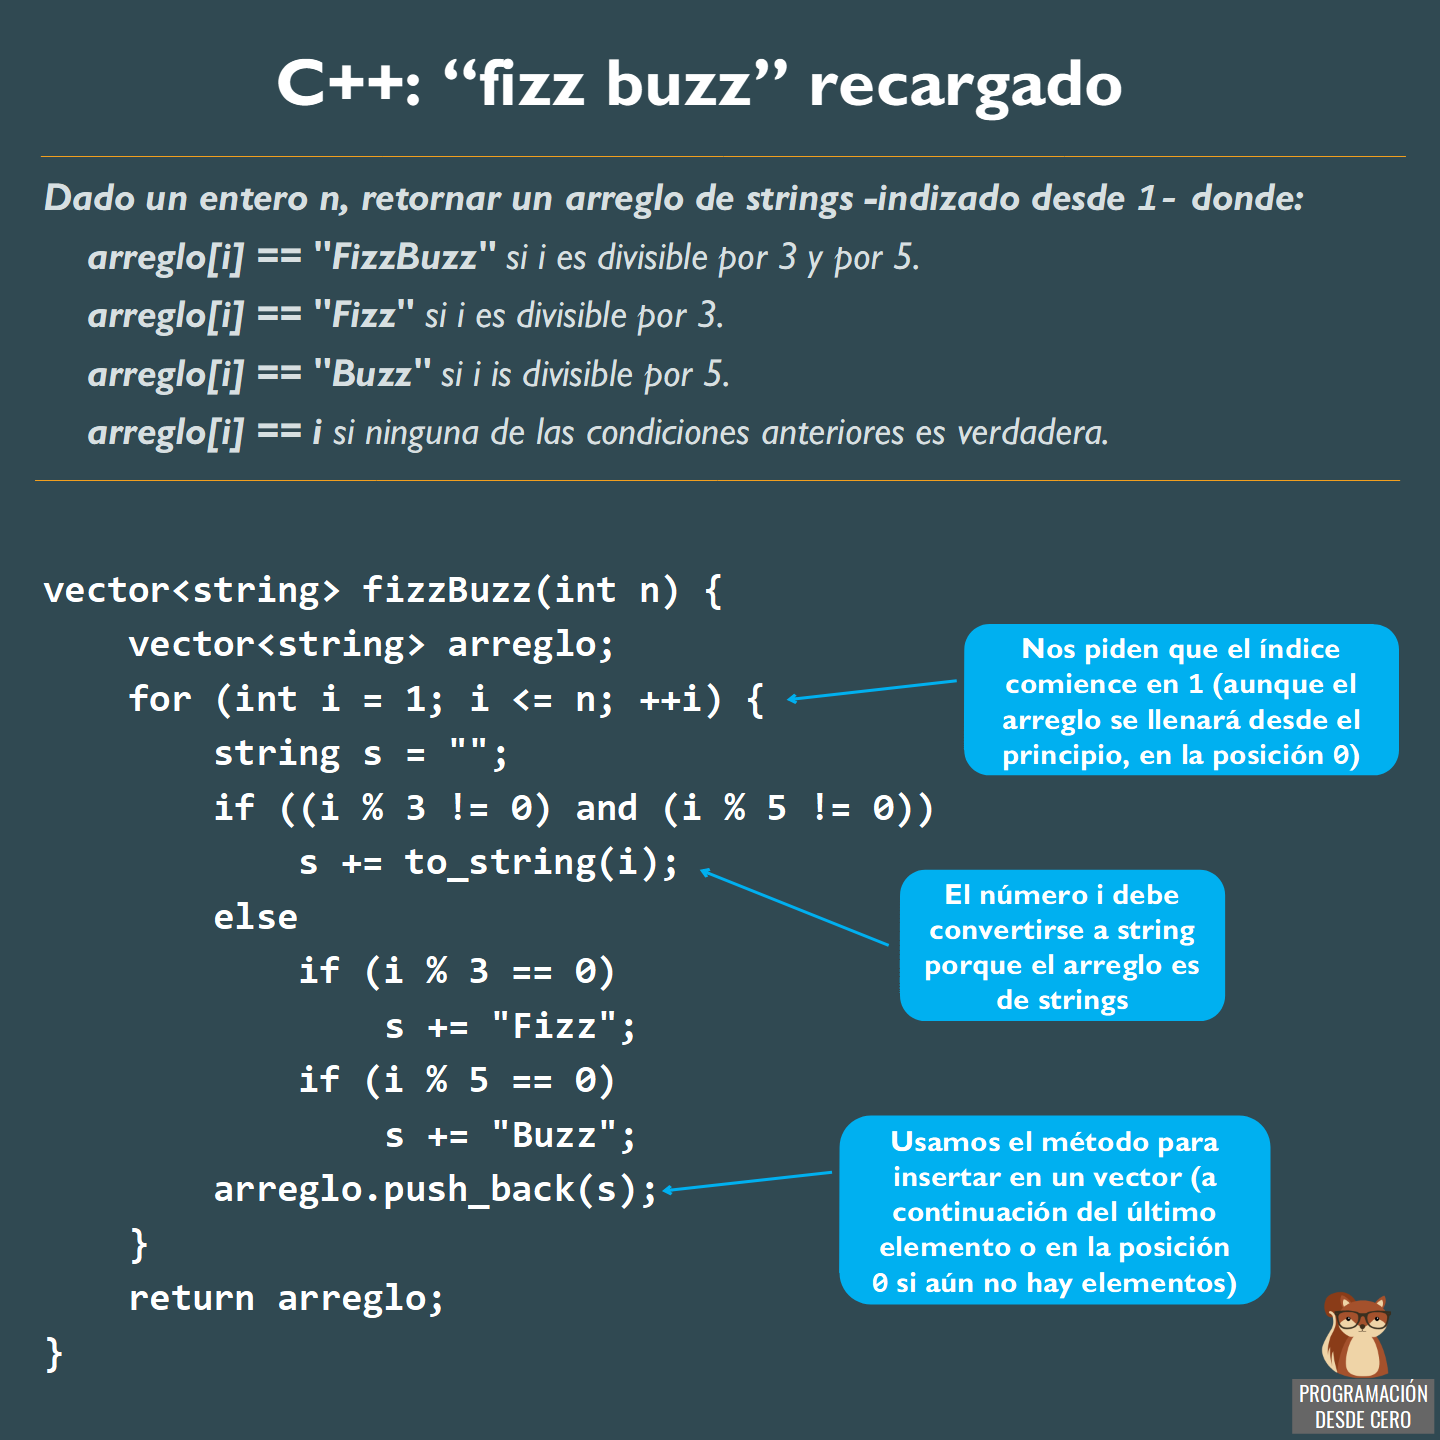 C++: “fizz buzz” recargado
Dado un entero n, retornar un arreglo de strings -indizado desde 1- donde:
arreglo[i] == "FizzBuzz" si i es divisible por 3 y por 5.
arreglo[i] == "Fizz" si i es divisible por 3.
arreglo[i] == "Buzz" si i is divisible por 5.
arreglo[i] == i si ninguna de las condiciones anteriores es verdadera.
vector<string> fizzBuzz(int n) {
    vector<string> arreglo;
    for (int i = 1; i <= n; ++i) {
        string s = "";
        if ((i % 3 != 0) and (i % 5 != 0))
            s += to_string(i);
        else
            if (i % 3 == 0)
                s += "Fizz";
            if (i % 5 == 0)
                s += "Buzz";
        arreglo.push_back(s);
    }
    return arreglo;
}
Nos piden que el índice
comience en 1 (aunque el
arreglo se llenará desde el
principio, en la posición 0)
El número i debe
convertirse a string
porque el arreglo es
de strings
Usamos el método para
insertar en un vector (a
continuación del último
elemento o en la posición
0 si aún no hay elementos)
PROGRAMACIÓN
DESDE CERO